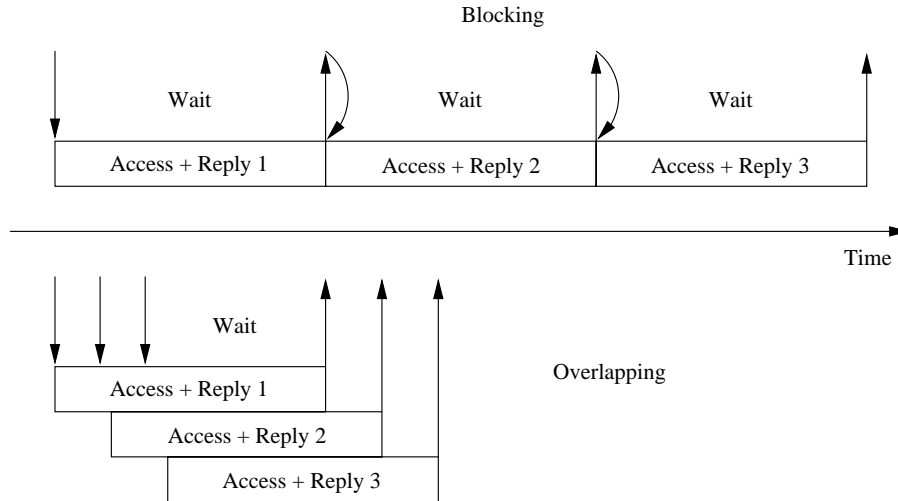 Blocking
Wait Wait Wait
Access + Reply 1 Access + Reply 2 Access + Reply 3
Time
Wait
Overlapping
Access + Reply 1
Access + Reply 2
Access + Reply 3